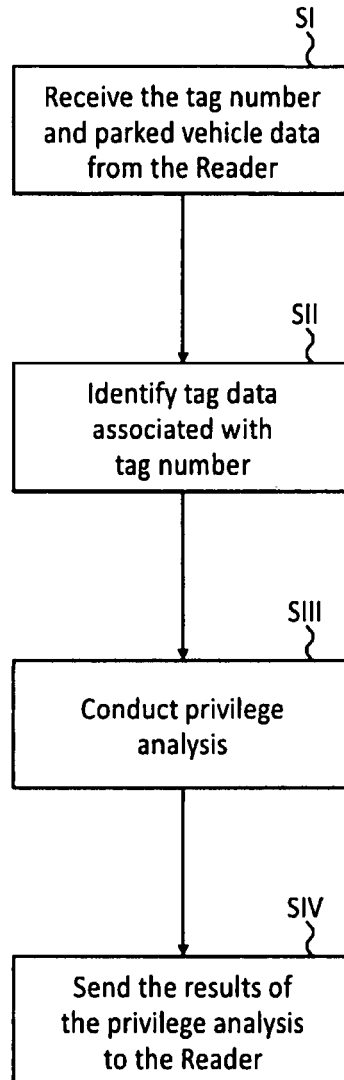 SI
Receive the tag number
and parked vehicle data
from the Reader
SII
Identify tag data
associated with
tag number
SIII
Conduct privilege
analysis
SIV
Send the results of
the privilege analysis
to the Reader